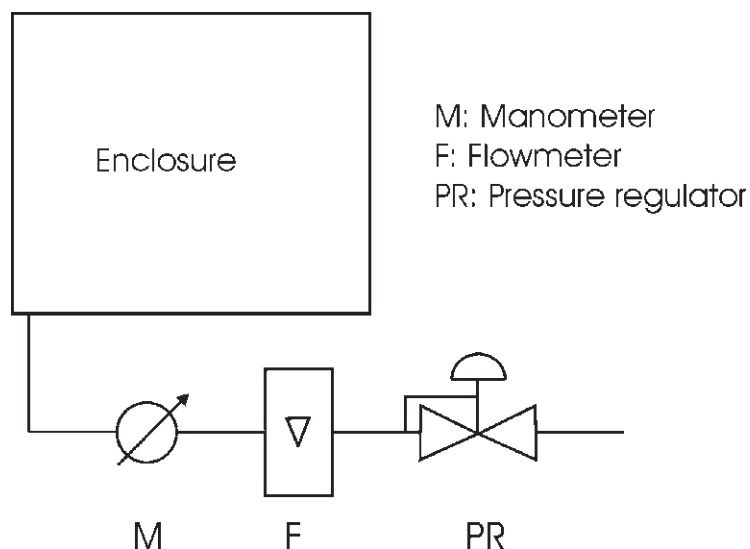 Enclosure
M: Manometer
F: Flowmeter
PR: Pressure regulator
M F PR